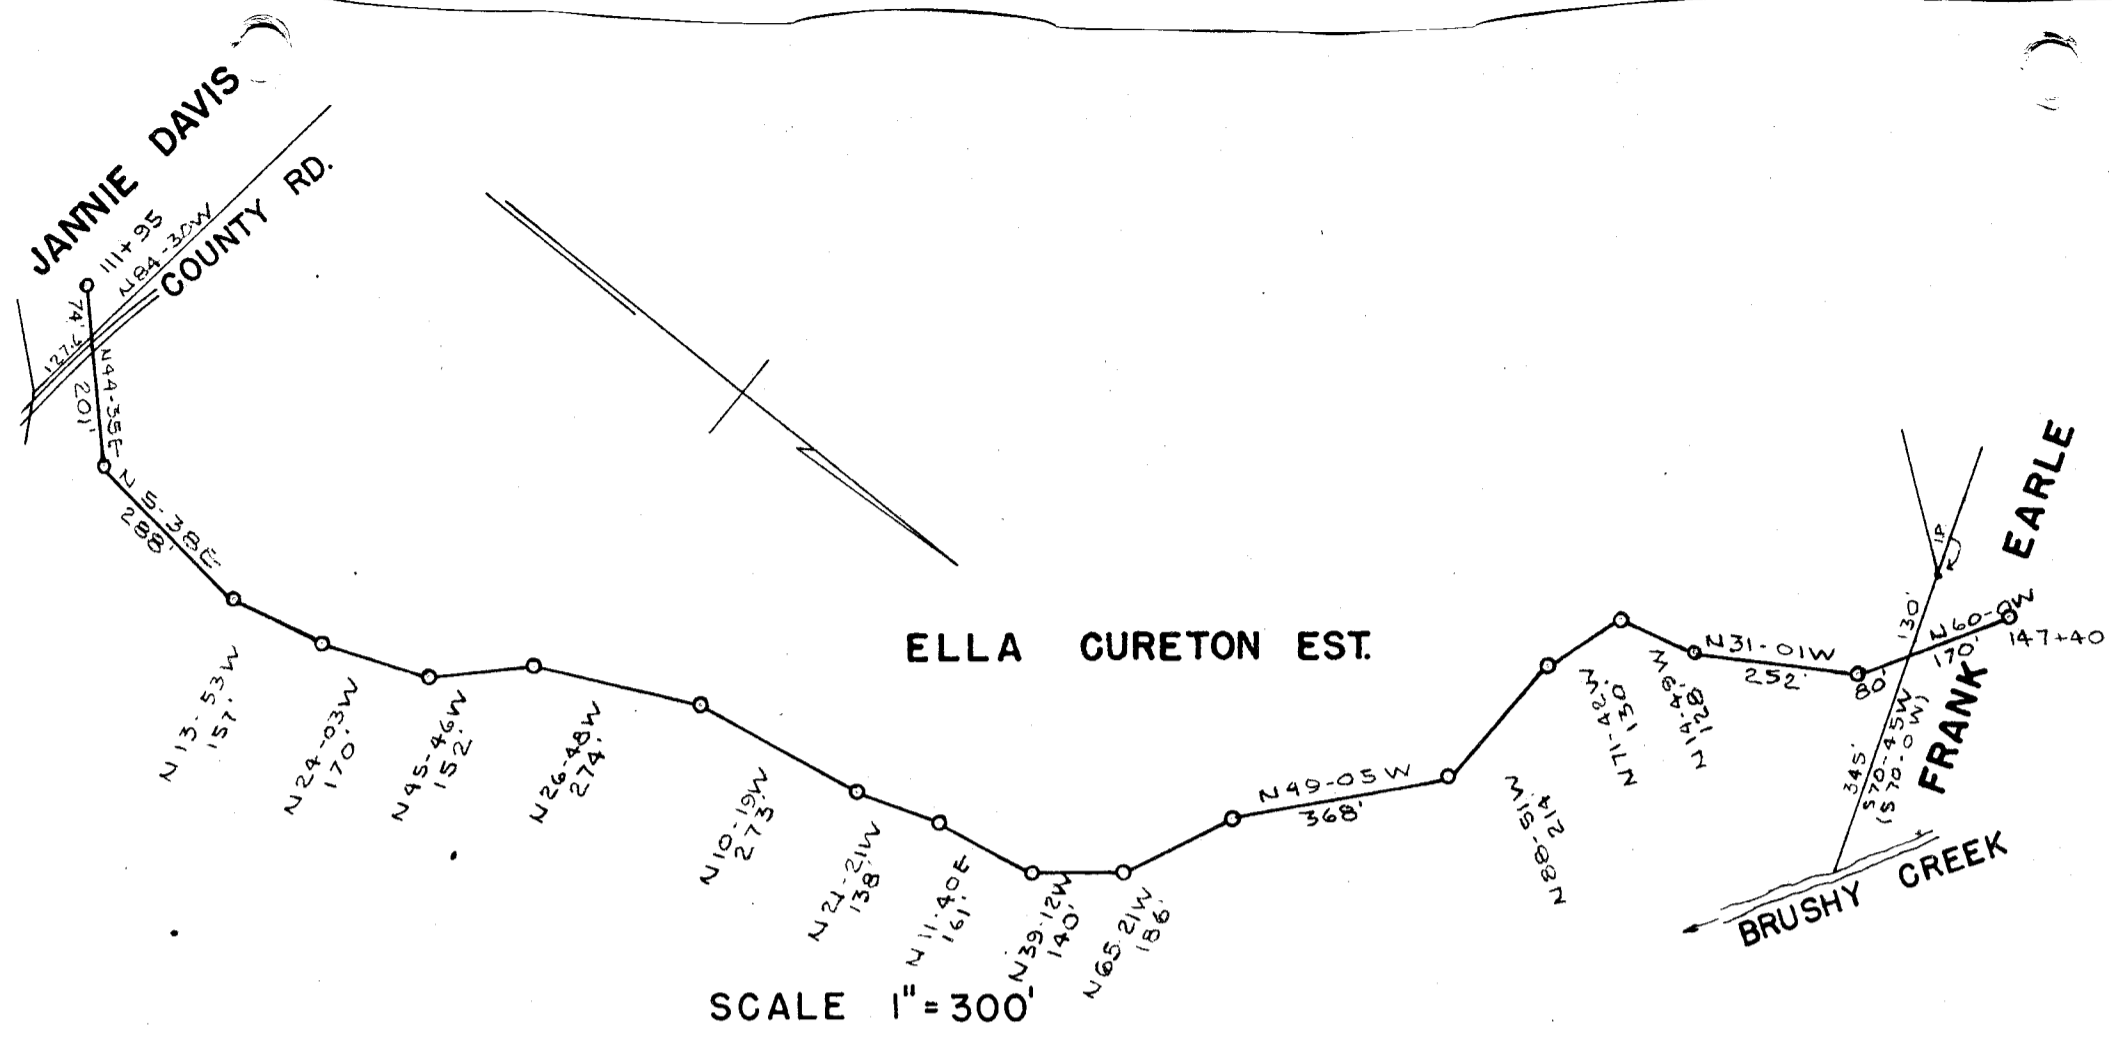 JANNIE DAVIS
111+95
N84-30W
COUNTY RD.
74'
127.6
N44-35E
201'
N 5-38E
288'
N13-53W
157'
N24-03W
170'
N45-46W
152'
N26-48W
274'
N10-19W
273'
N21-21W
138'
N11-40E
161'
N39-12W
140'
N65-21W
186'
N49-05W
368'
N88-51W
214'
N71-42W
130'
N14-49W
128'
N31-01W
252'
80'
N60-0W
170'
147+40
I.P.
130'
345'
S70-45W
(S70-0W)
ELLA CURETON EST.
FRANK EARLE
BRUSHY CREEK
SCALE 1"=300'